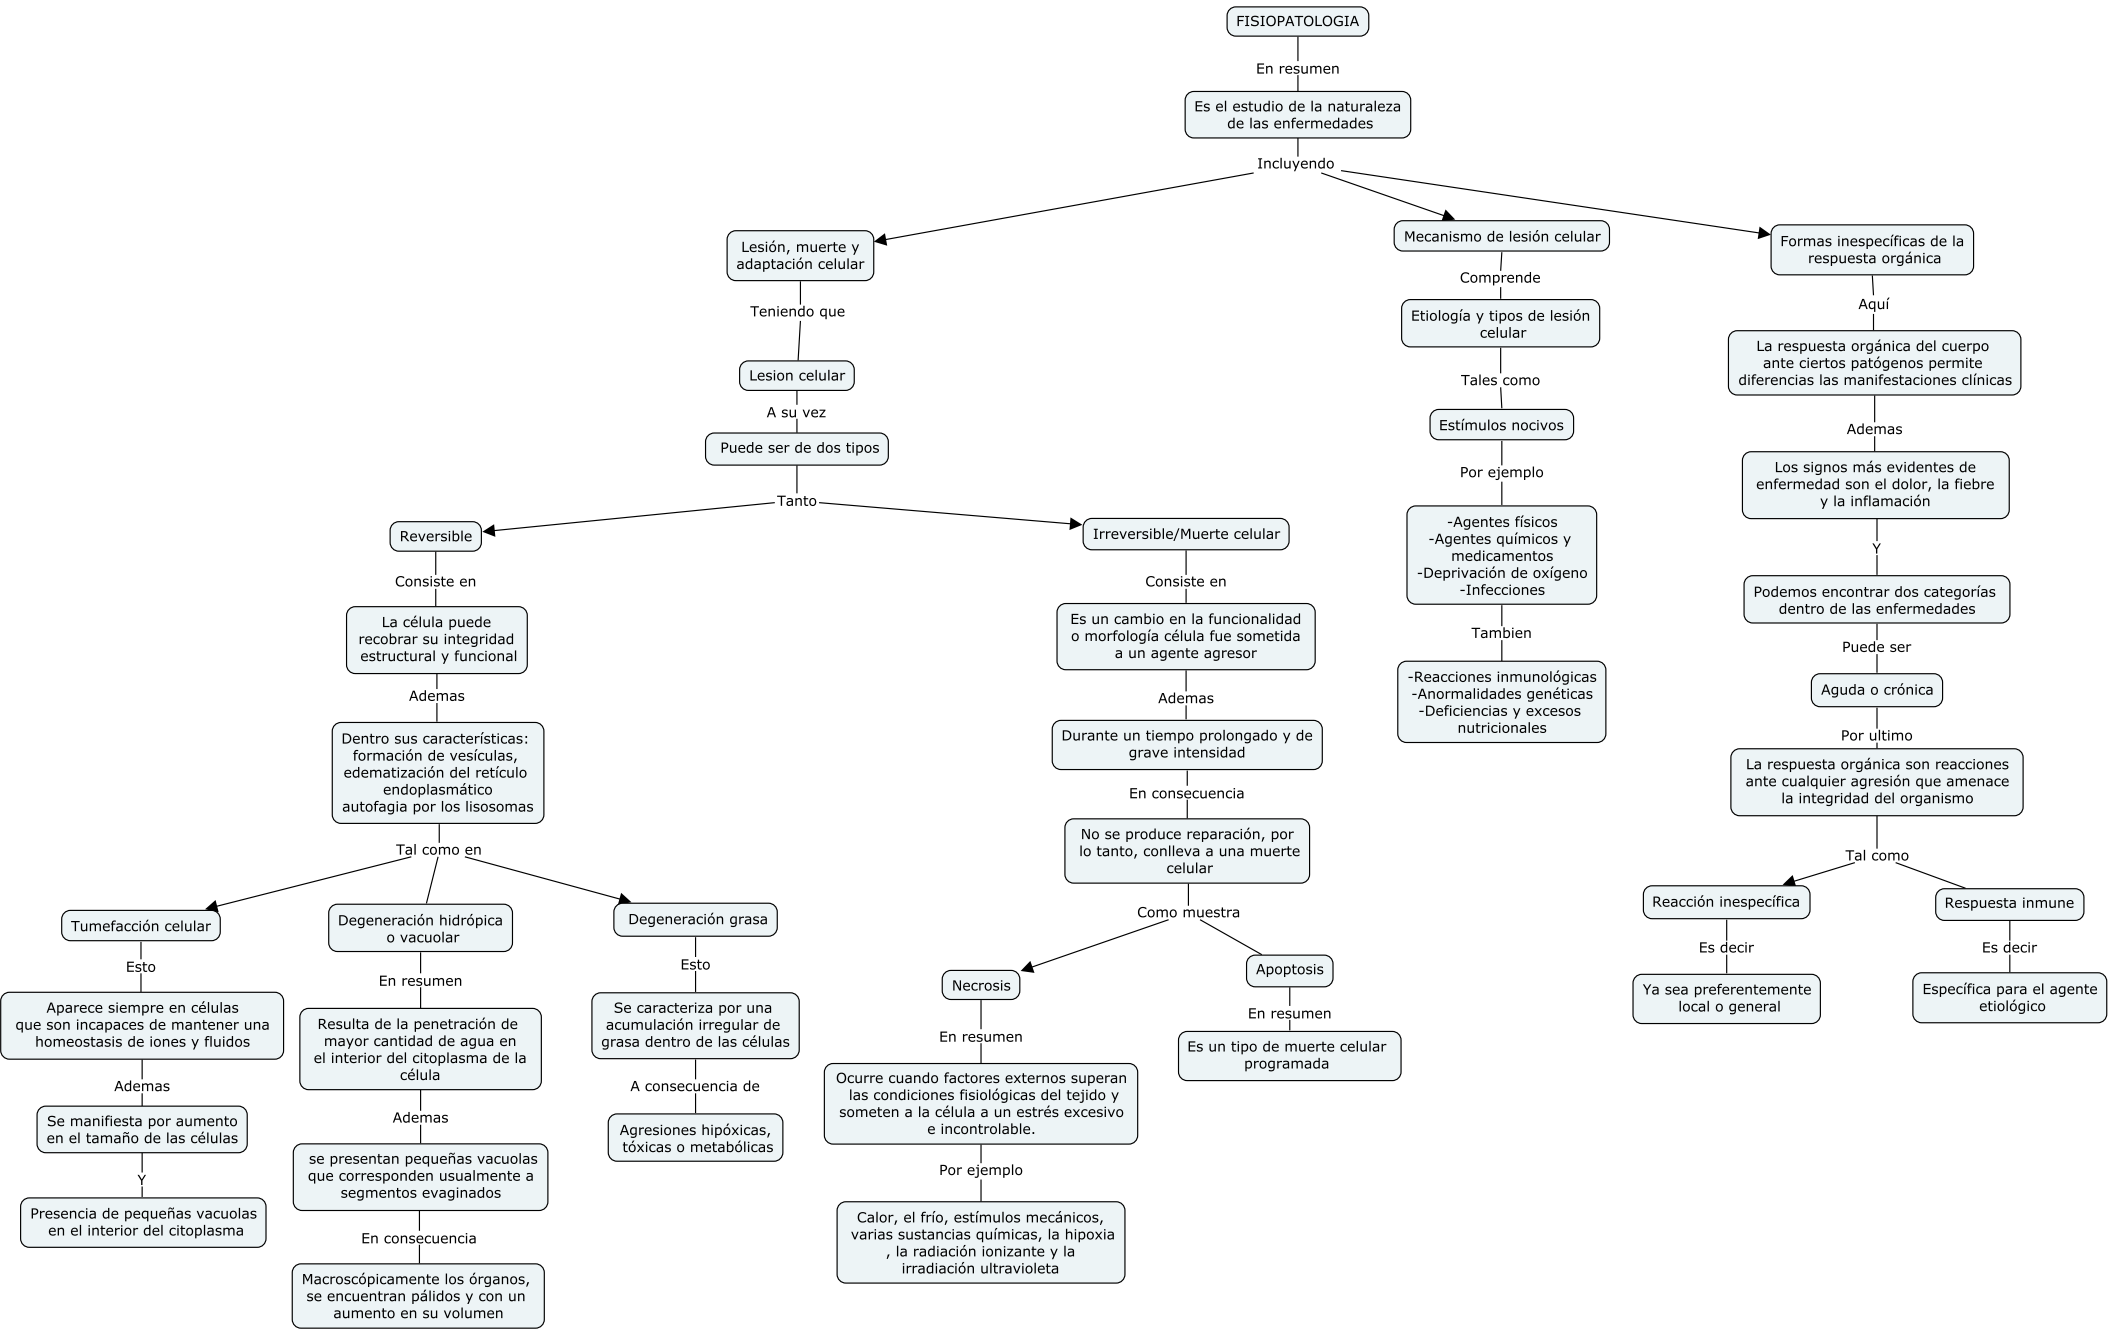 FISIOPATOLOGIA
En resumen
Es el estudio de la naturaleza
de las enfermedades
Incluyendo
Lesión, muerte y
adaptación celular
Teniendo que
Lesion celular
A su vez
Puede ser de dos tipos
Tanto
Reversible
Consiste en
La célula puede
recobrar su integridad
estructural y funcional
Ademas
Dentro sus características:
formación de vesículas,
edematización del retículo
endoplasmático
autofagia por los lisosomas
Tal como en
Tumefacción celular
Esto
Aparece siempre en células
que son incapaces de mantener una
homeostasis de iones y fluidos
Ademas
Se manifiesta por aumento
en el tamaño de las células
Y
Presencia de pequeñas vacuolas
en el interior del citoplasma
Degeneración hidrópica
o vacuolar
En resumen
Resulta de la penetración de
mayor cantidad de agua en
el interior del citoplasma de la
célula
Ademas
se presentan pequeñas vacuolas
que corresponden usualmente a
segmentos evaginados
En consecuencia
Macroscópicamente los órganos,
se encuentran pálidos y con un
aumento en su volumen
Degeneración grasa
Esto
Se caracteriza por una
acumulación irregular de
grasa dentro de las células
A consecuencia de
Agresiones hipóxicas,
tóxicas o metabólicas
Irreversible/Muerte celular
Consiste en
Es un cambio en la funcionalidad
o morfología célula fue sometida
a un agente agresor
Ademas
Durante un tiempo prolongado y de
grave intensidad
En consecuencia
No se produce reparación, por
lo tanto, conlleva a una muerte
celular
Como muestra
Necrosis
En resumen
Ocurre cuando factores externos superan
las condiciones fisiológicas del tejido y
someten a la célula a un estrés excesivo
e incontrolable.
Por ejemplo
Calor, el frío, estímulos mecánicos,
varias sustancias químicas, la hipoxia
, la radiación ionizante y la
irradiación ultravioleta
Apoptosis
En resumen
Es un tipo de muerte celular
programada
Mecanismo de lesión celular
Comprende
Etiología y tipos de lesión
celular
Tales como
Estímulos nocivos
Por ejemplo
-Agentes físicos
-Agentes químicos y
medicamentos
-Deprivación de oxígeno
-Infecciones
Tambien
-Reacciones inmunológicas
-Anormalidades genéticas
-Deficiencias y excesos
nutricionales
Formas inespecíficas de la
respuesta orgánica
Aquí
La respuesta orgánica del cuerpo
ante ciertos patógenos permite
diferencias las manifestaciones clínicas
Ademas
Los signos más evidentes de
enfermedad son el dolor, la fiebre
y la inflamación
Y
Podemos encontrar dos categorías
dentro de las enfermedades
Puede ser
Aguda o crónica
Por ultimo
La respuesta orgánica son reacciones
ante cualquier agresión que amenace
la integridad del organismo
Tal como
Reacción inespecífica
Es decir
Ya sea preferentemente
local o general
Respuesta inmune
Es decir
Específica para el agente
etiológico